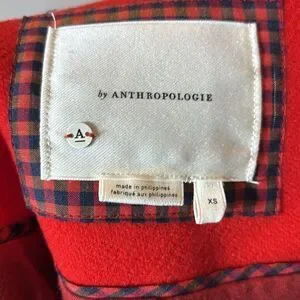 by ANTHROPOLOGIE
A
made in philippines
fabriqué aux philippines
XS